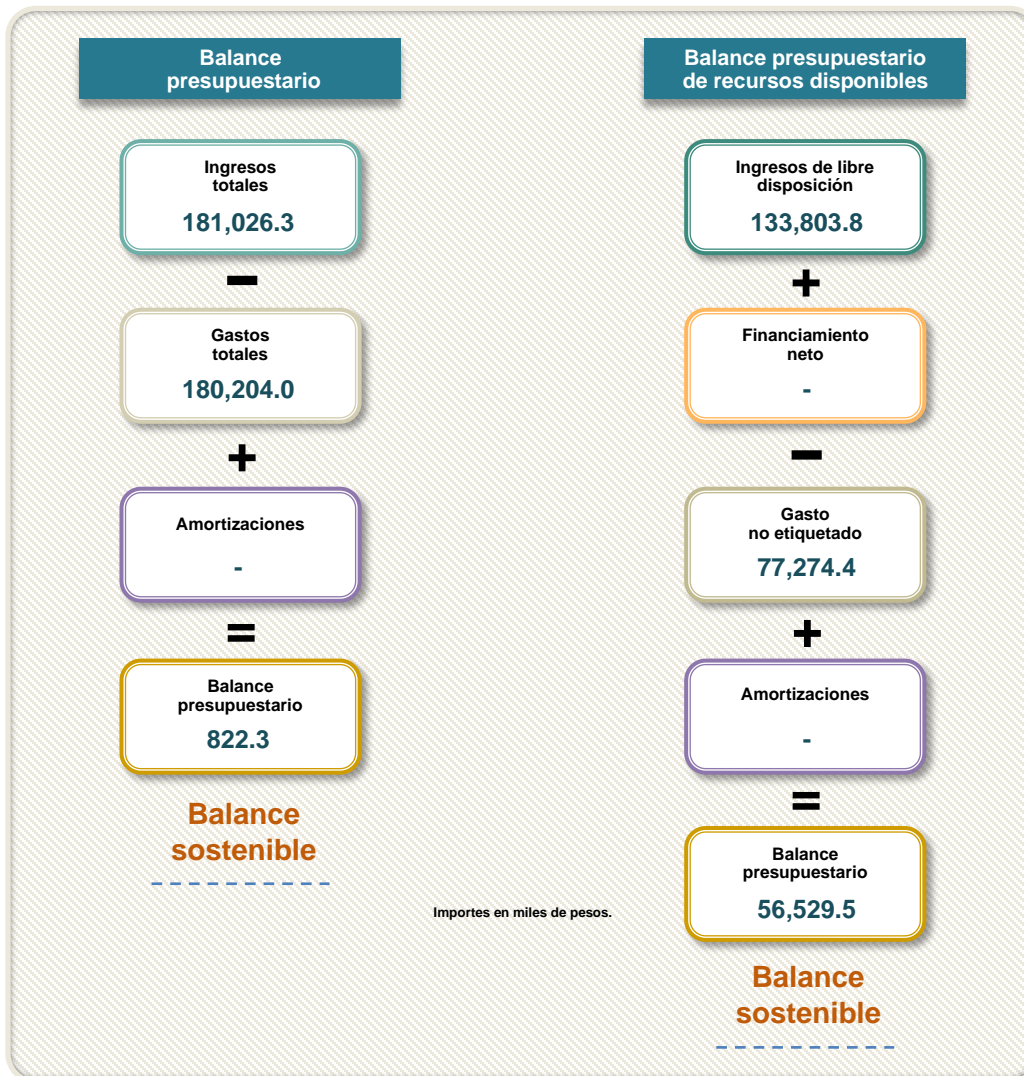 Balance
presupuestario
Ingresos
totales
181,026.3
−
Gastos
totales
180,204.0
+
Amortizaciones
-
=
Balance
presupuestario
822.3
Balance
sostenible
Balance presupuestario
de recursos disponibles
Ingresos de libre
disposición
133,803.8
+
Financiamiento
neto
-
−
Gasto
no etiquetado
77,274.4
+
Amortizaciones
-
=
Balance
presupuestario
56,529.5
Balance
sostenible
Importes en miles de pesos.